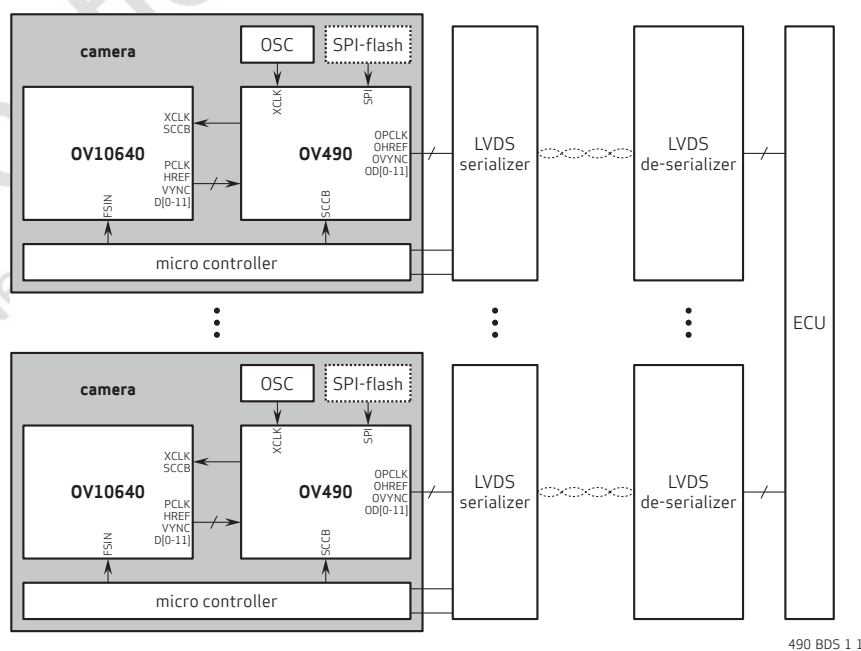 camera
OSC
SPI-flash
XCLK
SPI
XCLK
SCCB
OV10640
OV490
PCLK
HREF
VYNC
D[0-11]
OPCLK
OHREF
OVYNC
OD[0-11]
FSIN
SCCB
micro controller
LVDS
serializer
LVDS
de-serializer
ECU
camera
OSC
SPI-flash
XCLK
SPI
XCLK
SCCB
OV10640
OV490
PCLK
HREF
VYNC
D[0-11]
OPCLK
OHREF
OVYNC
OD[0-11]
FSIN
SCCB
micro controller
LVDS
serializer
LVDS
de-serializer
490 BDS 1 1